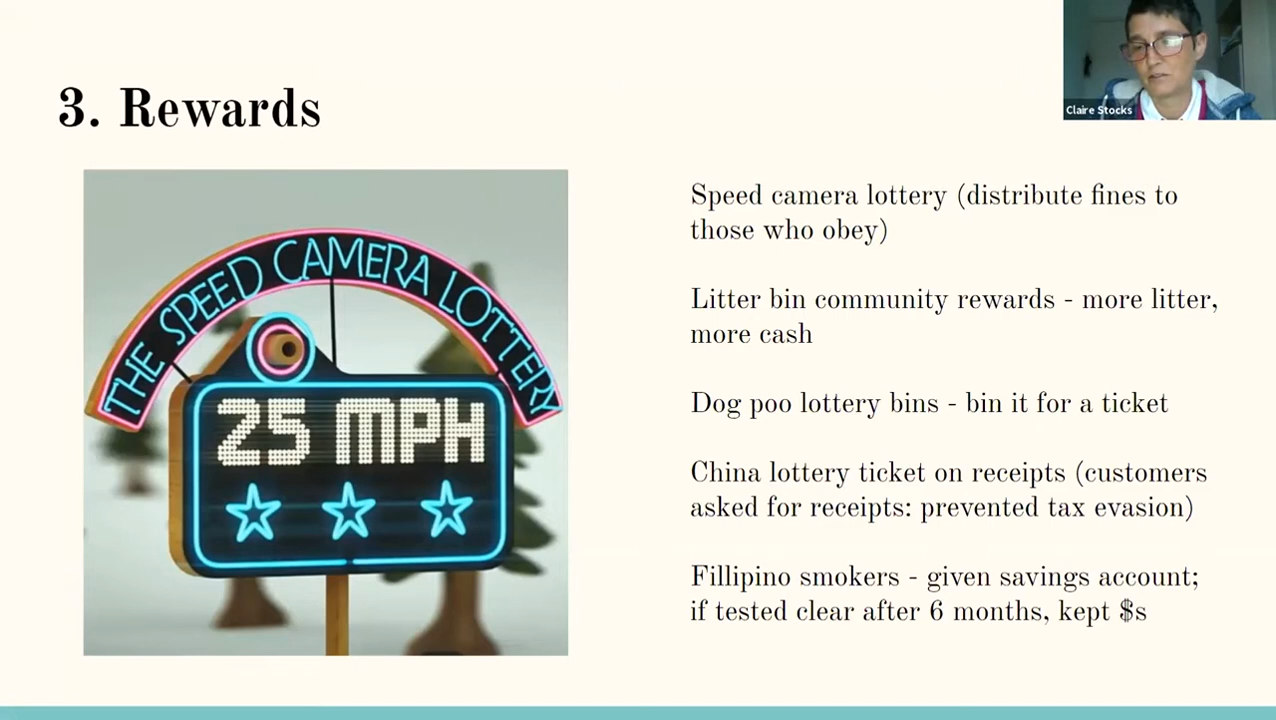 3. Rewards
Claire Stocks
THE SPEED CAMERA LOTTERY
25 MPH
Speed camera lottery (distribute fines to
those who obey)
Litter bin community rewards - more litter,
more cash
Dog poo lottery bins - bin it for a ticket
China lottery ticket on receipts (customers
asked for receipts: prevented tax evasion)
Fillipino smokers - given savings account;
if tested clear after 6 months, kept $s